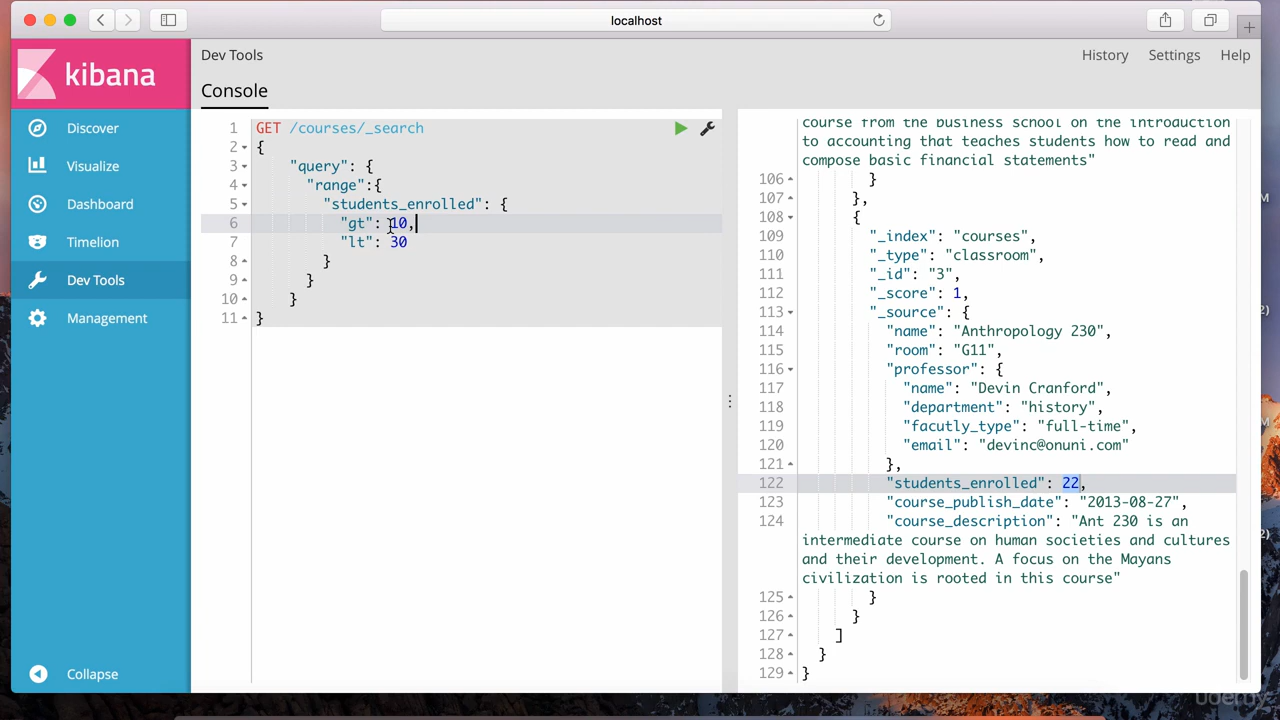 localhost
kibana
Discover
Visualize
Dashboard
Timelion
Dev Tools
Management
Collapse
Dev Tools
History Settings Help
Console
1 GET /courses/_search
2 {
3 "query": {
4 "range":{
5 "students_enrolled": {
6 "gt": 10,
7 "lt": 30
8 }
9 }
10 }
11 }
course from the business school on the introduction
to accounting that teaches students how to read and
compose basic financial statements"
106 }
107 },
108 {
109 "_index": "courses",
110 "_type": "classroom",
111 "_id": "3",
112 "_score": 1,
113 "_source": {
114 "name": "Anthropology 230",
115 "room": "G11",
116 "professor": {
117 "name": "Devin Cranford",
118 "department": "history",
119 "facutly_type": "full-time",
120 "email": "devinc@onuni.com"
121 },
122 "students_enrolled": 22,
123 "course_publish_date": "2013-08-27",
124 "course_description": "Ant 230 is an
intermediate course on human societies and cultures
and their development. A focus on the Mayans
civilization is rooted in this course"
125 }
126 }
127 ]
128 }
129 }
udemy